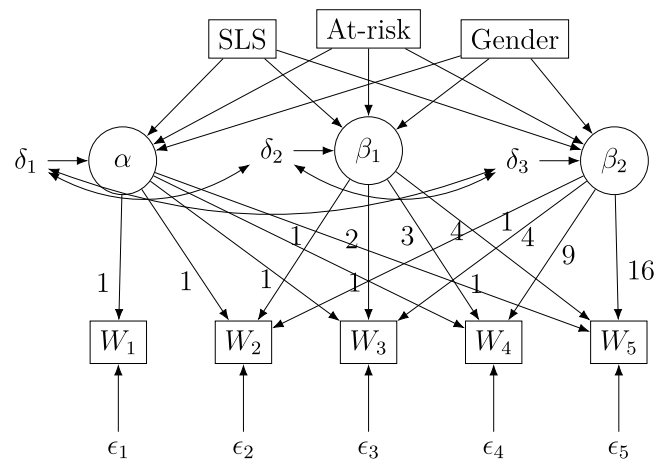 SLS At-risk Gender
δ₁ α δ₂ β₁ δ₃ β₂
1 2 3 4 1 4
1 1 1 1 1 9 16
W₁ W₂ W₃ W₄ W₅
ϵ₁ ϵ₂ ϵ₃ ϵ₄ ϵ₅